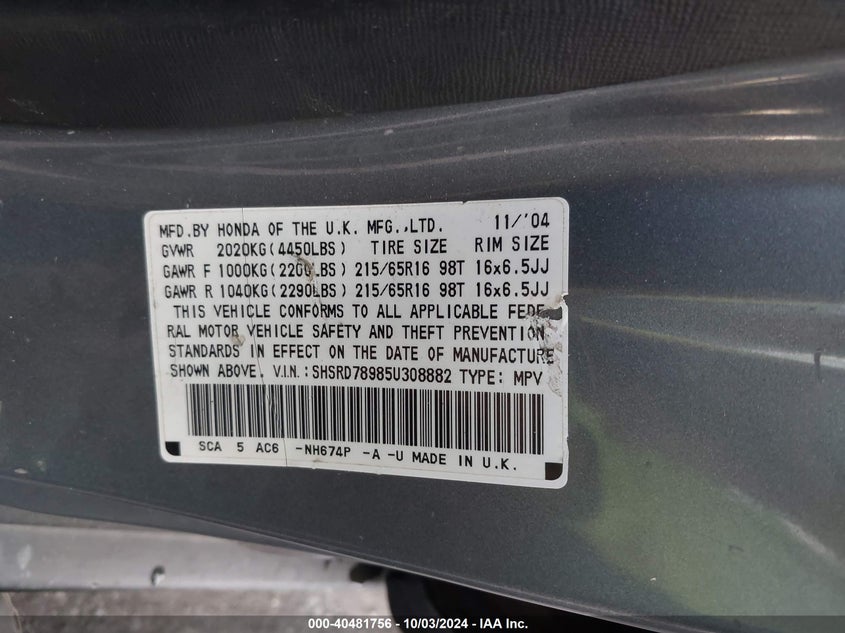 MFD.BY HONDA OF THE U.K. MFG.,LTD. 11/'04
GVWR 2020KG(4450LBS) TIRE SIZE RIM SIZE
GAWR F 1000KG(2200LBS) 215/65R16 98T 16x6.5JJ
GAWR R 1040KG(2290LBS) 215/65R16 98T 16x6.5JJ
THIS VEHICLE CONFORMS TO ALL APPLICABLE FEDE-
RAL MOTOR VEHICLE SAFETY AND THEFT PREVENTION
STANDARDS IN EFFECT ON THE DATE OF MANUFACTURE
SHOWN ABOVE. V.I.N.:SHSRD78985U308882 TYPE: MPV
SCA 5 AC6 -NH674P -A -U MADE IN U.K.
000-40481756 - 10/03/2024 - IAAI.COM